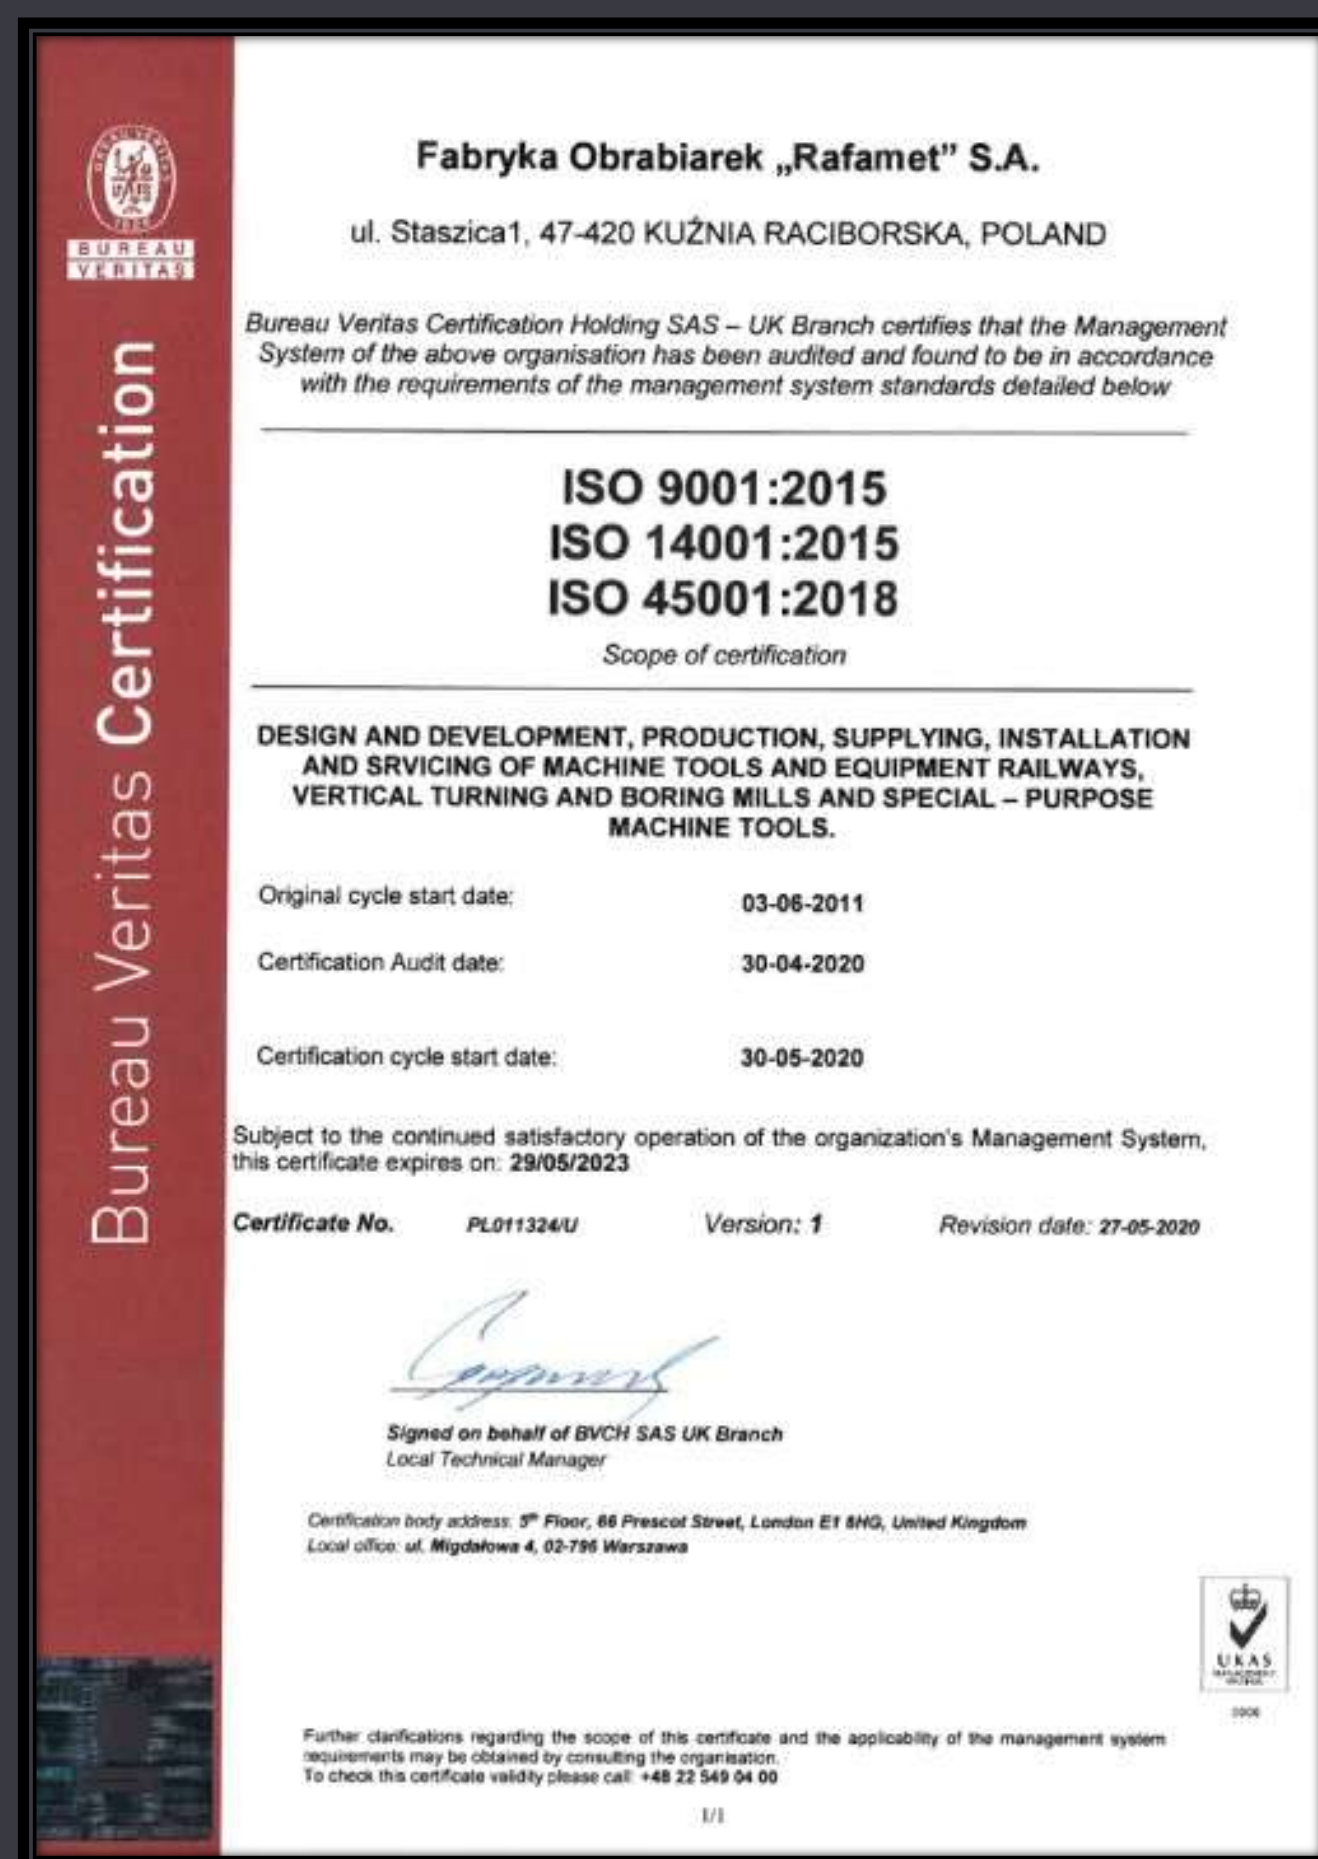 BUREAU
VERITAS
Bureau Veritas Certification
Fabryka Obrabiarek „Rafamet” S.A.
ul. Staszica1, 47-420 KUŹNIA RACIBORSKA, POLAND
Bureau Veritas Certification Holding SAS – UK Branch certifies that the Management
System of the above organisation has been audited and found to be in accordance
with the requirements of the management system standards detailed below
ISO 9001:2015
ISO 14001:2015
ISO 45001:2018
Scope of certification
DESIGN AND DEVELOPMENT, PRODUCTION, SUPPLYING, INSTALLATION
AND SRVICING OF MACHINE TOOLS AND EQUIPMENT RAILWAYS,
VERTICAL TURNING AND BORING MILLS AND SPECIAL – PURPOSE
MACHINE TOOLS.
Original cycle start date: 03-06-2011
Certification Audit date: 30-04-2020
Certification cycle start date: 30-05-2020
Subject to the continued satisfactory operation of the organization's Management System,
this certificate expires on: 29/05/2023
Certificate No. PL011324/U Version: 1 Revision date: 27-05-2020
Signed on behalf of BVCH SAS UK Branch
Local Technical Manager
Certification body address: 5th Floor, 66 Prescot Street, London E1 8HG, United Kingdom
Local office: ul. Migdałowa 4, 02-796 Warszawa
UKAS
MANAGEMENT
SYSTEMS
Further clarifications regarding the scope of this certificate and the applicability of the management system
requirements may be obtained by consulting the organisation.
To check this certificate validity please call: +48 22 549 04 00
1/1